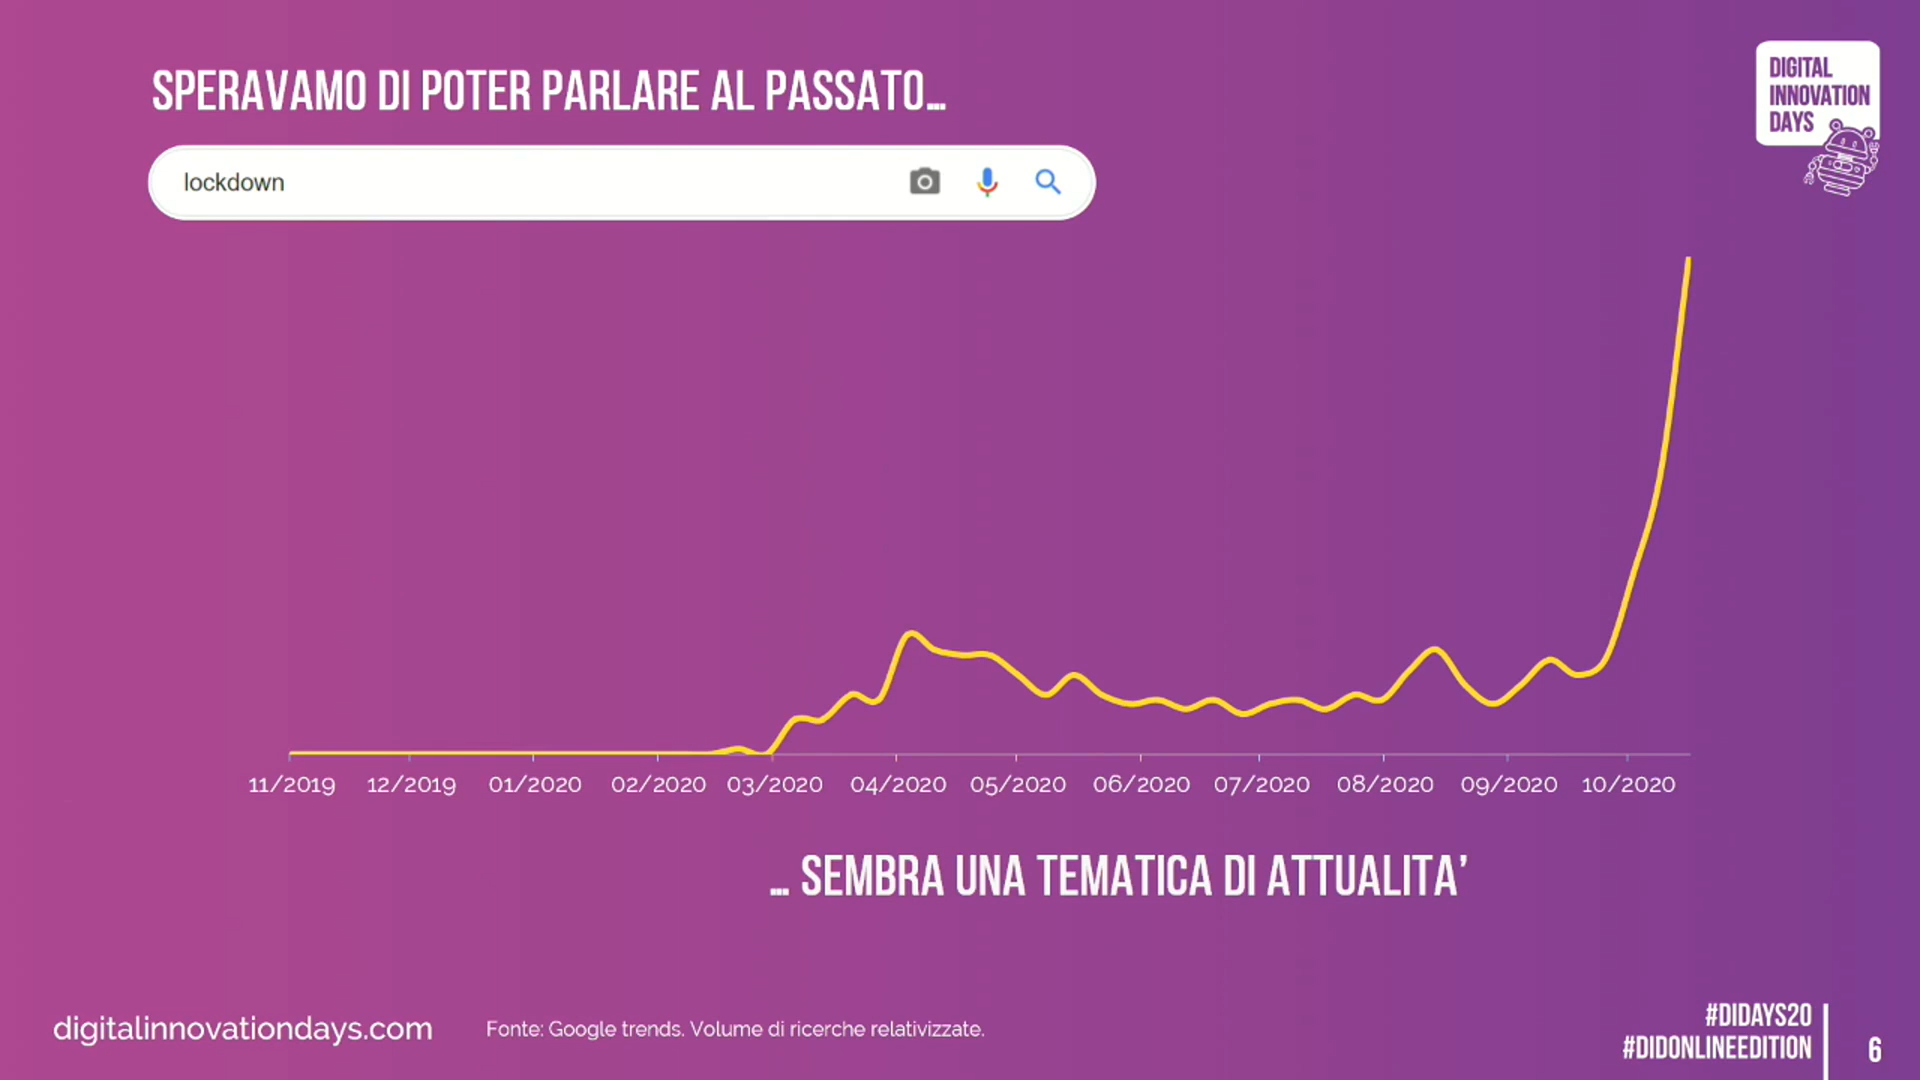 SPERAVAMO DI POTER PARLARE AL PASSATO...
DIGITAL
INNOVATION
DAYS
lockdown
11/2019 12/2019 01/2020 02/2020 03/2020 04/2020 05/2020 06/2020 07/2020 08/2020 09/2020 10/2020
... SEMBRA UNA TEMATICA DI ATTUALITA'
digitalinnovationdays.com
Fonte: Google trends. Volume di ricerche relativizzate.
#DIDAYS20
#DIDONLINEEDITION
6